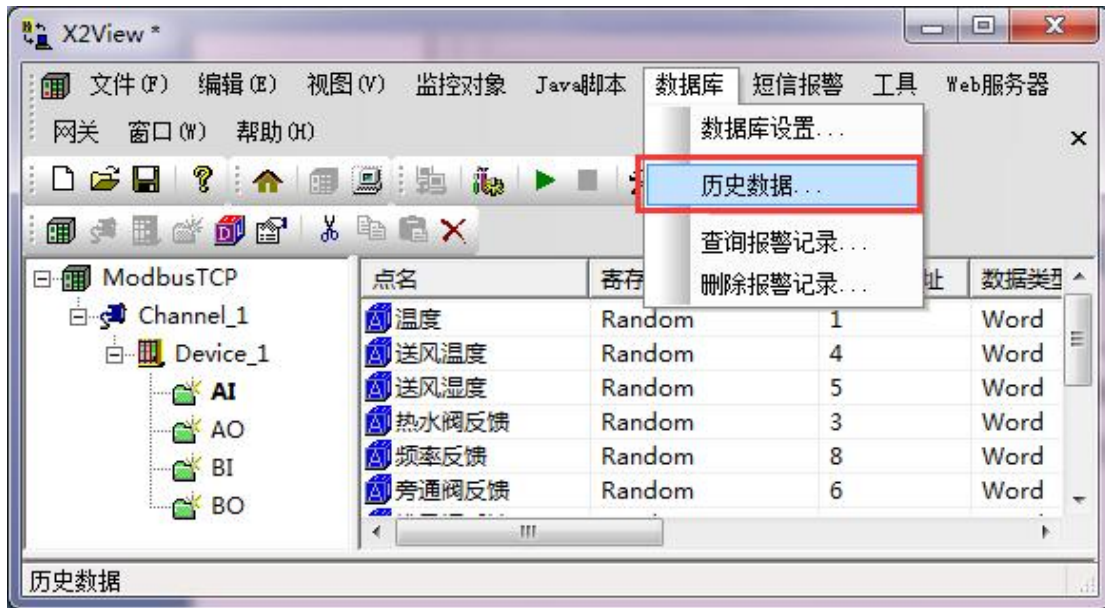 X2View *
文件(F) 编辑(E) 视图(V) 监控对象 Java脚本 数据库 短信报警 工具 Web服务器
网关 窗口(W) 帮助(H)
数据库设置...
历史数据...
查询报警记录...
删除报警记录...
ModbusTCP
Channel_1
Device_1
AI
AO
BI
BO
点名 寄存 址 数据类型
温度 Random 1 Word
送风温度 Random 4 Word
送风湿度 Random 5 Word
热水阀反馈 Random 3 Word
频率反馈 Random 8 Word
旁通阀反馈 Random 6 Word
历史数据